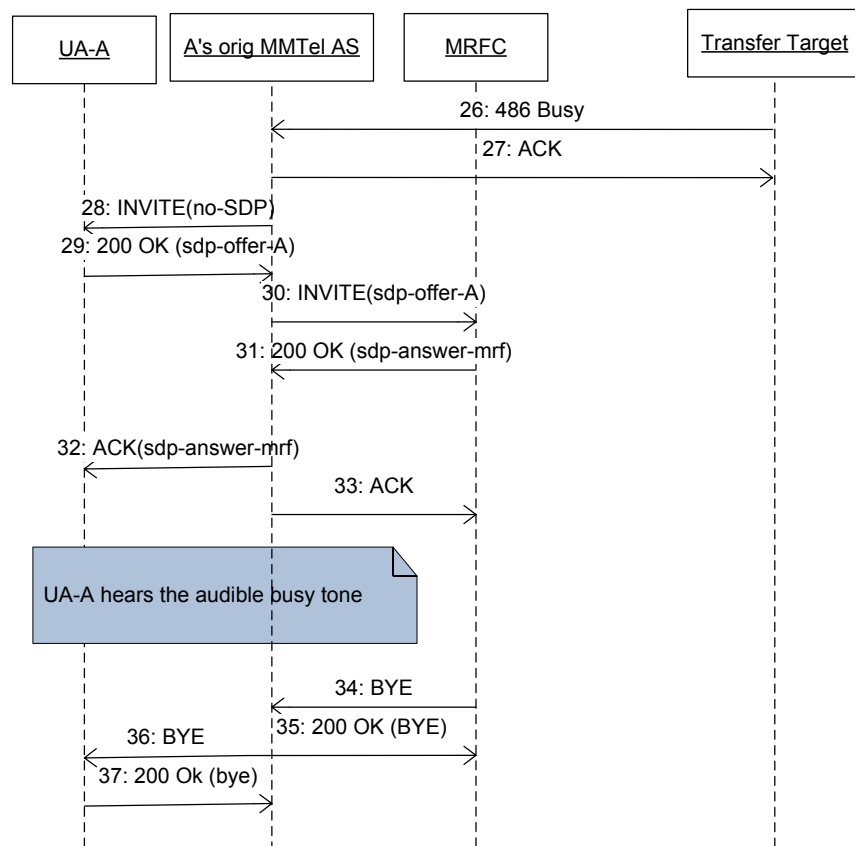 UA-A
A's orig MMTel AS
MRFC
Transfer Target
26: 486 Busy
27: ACK
28: INVITE(no-SDP)
29: 200 OK (sdp-offer-A)
30: INVITE(sdp-offer-A)
31: 200 OK (sdp-answer-mrf)
32: ACK(sdp-answer-mrf)
33: ACK
UA-A hears the audible busy tone
34: BYE
35: 200 OK (BYE)
36: BYE
37: 200 Ok (bye)